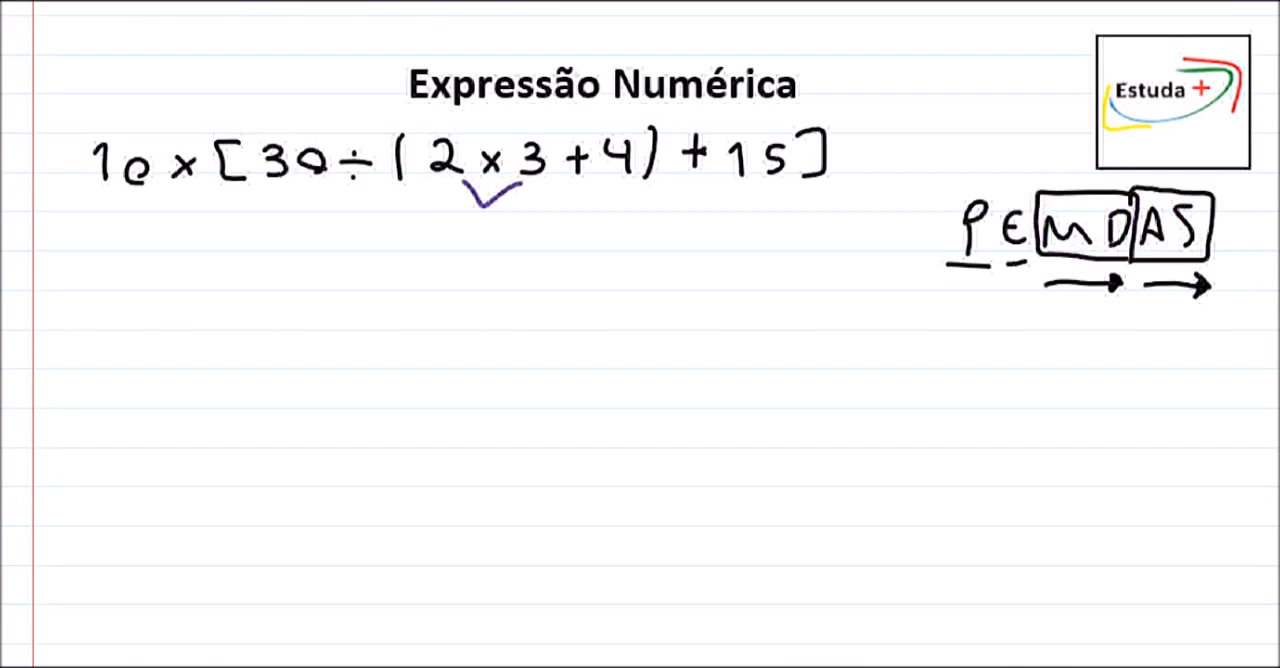 Expressão Numérica
Estuda +
10 × [30 ÷ (2 × 3 + 4) + 15]
PEMDAS